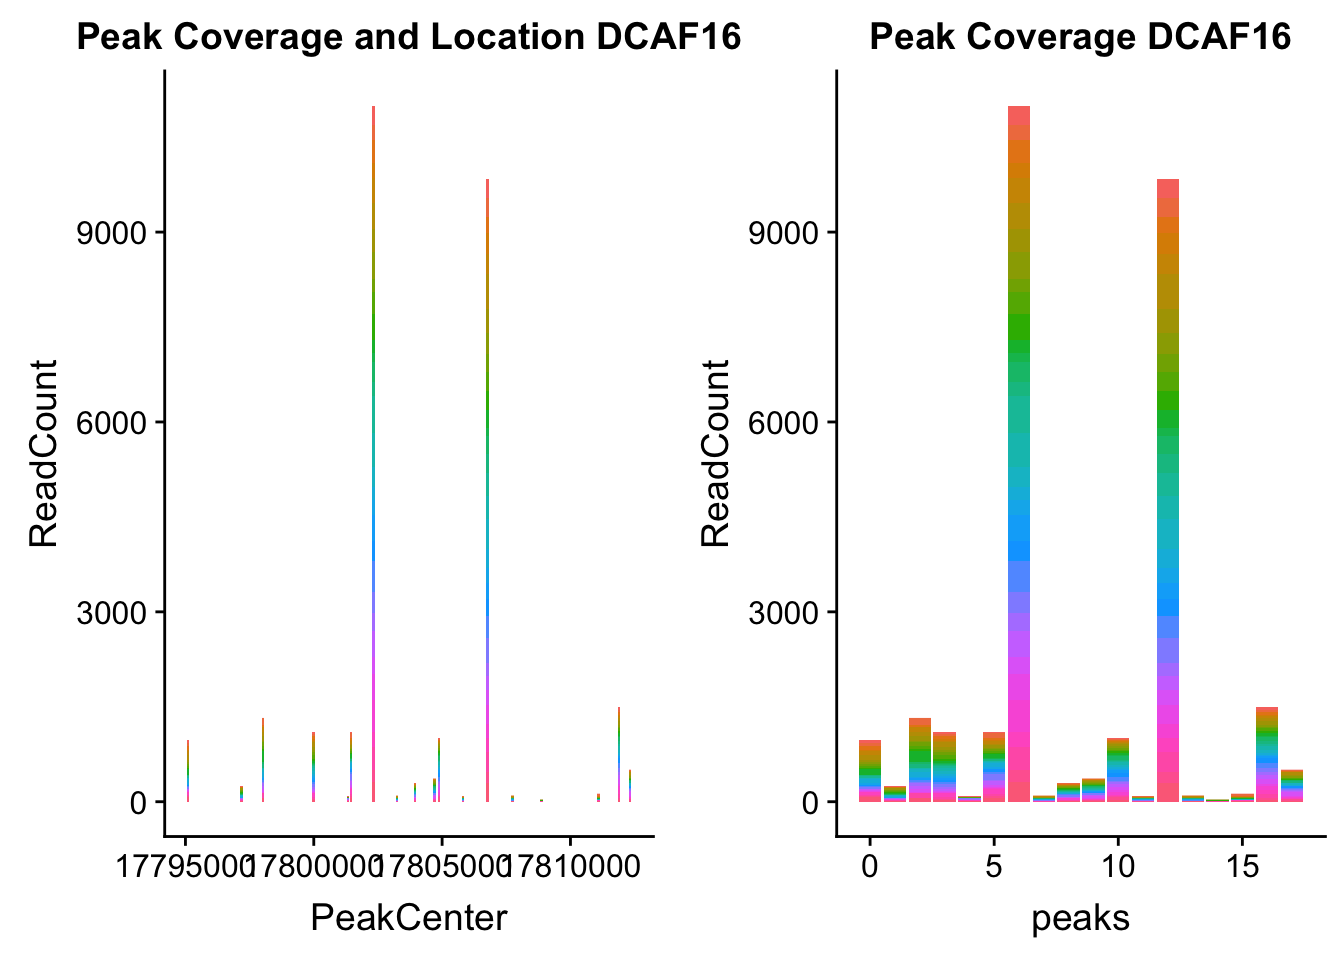 Peak Coverage and Location DCAF16
ReadCount
9000
6000
3000
0
17795000
17800000
17805000
17810000
PeakCenter
Peak Coverage DCAF16
ReadCount
9000
6000
3000
0
0
5
10
15
peaks